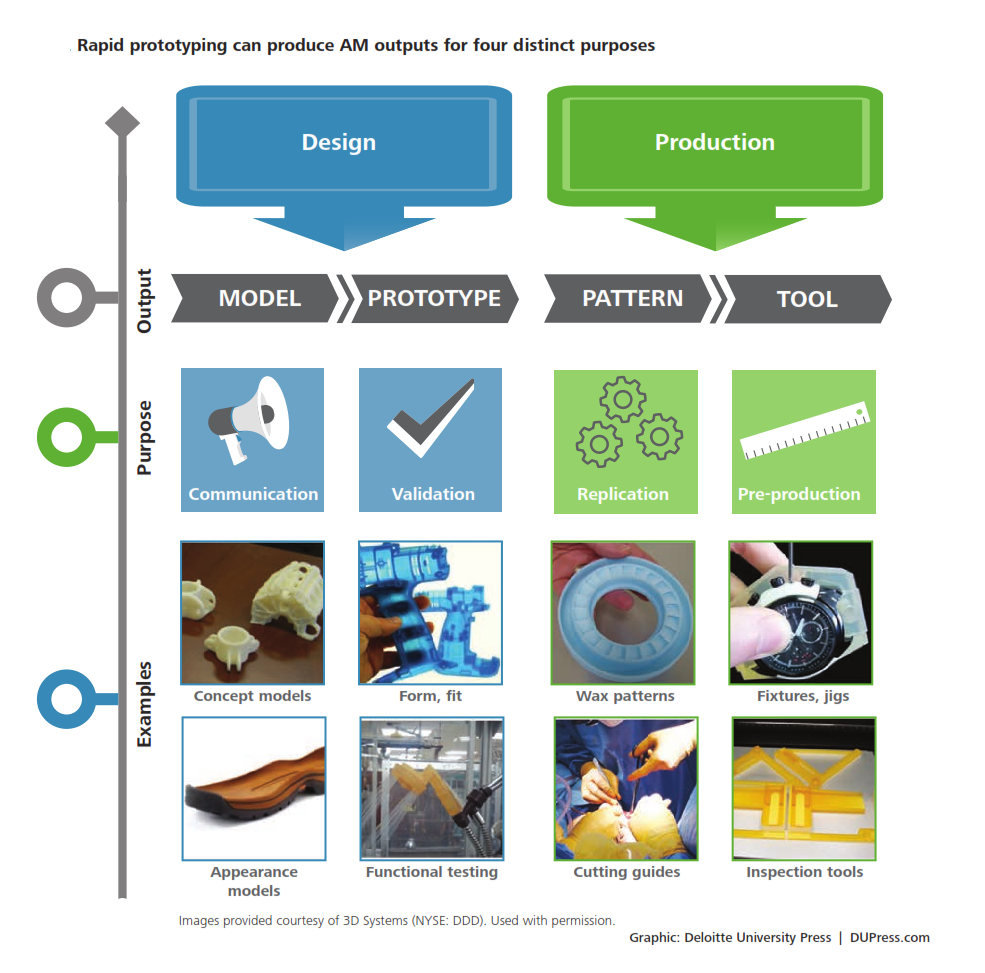 Rapid prototyping can produce AM outputs for four distinct purposes
Design
Production
Output
MODEL
PROTOTYPE
PATTERN
TOOL
Purpose
Communication
Validation
Replication
Pre-production
Examples
Concept models
Form, fit
Wax patterns
Fixtures, jigs
Appearance
models
Functional testing
Cutting guides
Inspection tools
Images provided courtesy of 3D Systems (NYSE: DDD). Used with permission.
Graphic: Deloitte University Press | DUPress.com